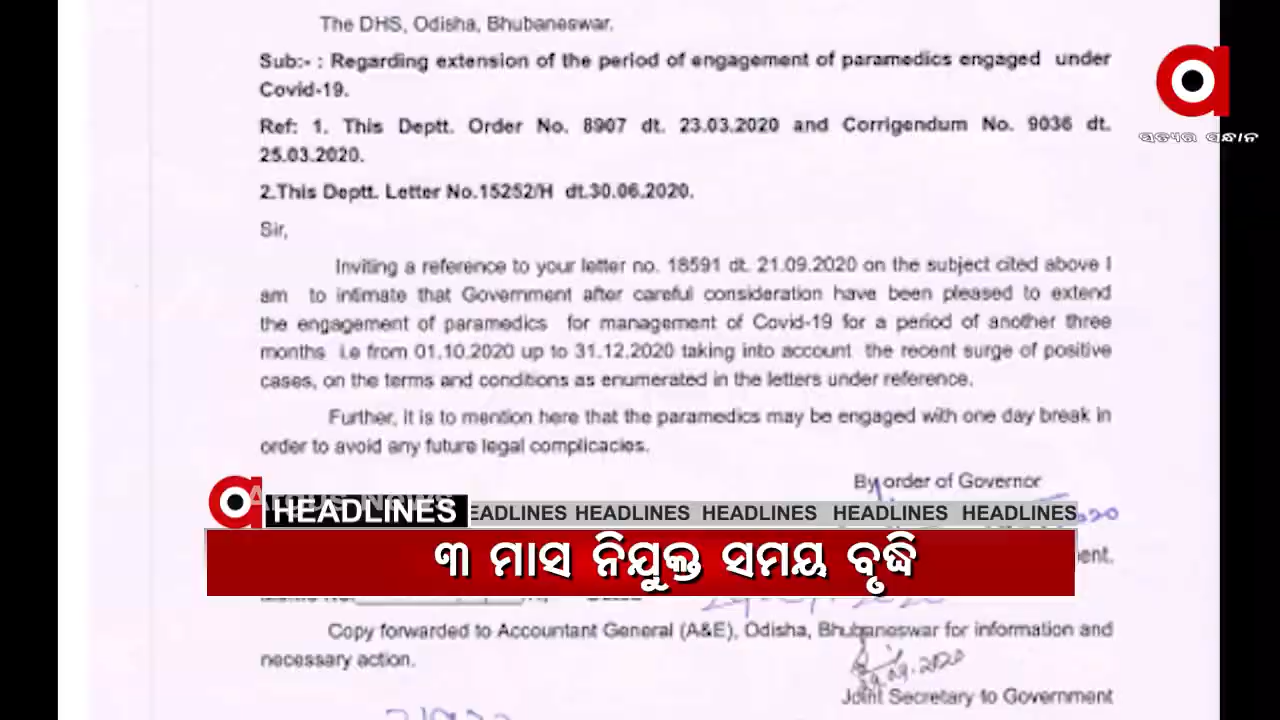 The DHS, Odisha, Bhubaneswar.
Sub:- : Regarding extension of the period of engagement of paramedics engaged under
Covid-19.
Ref: 1. This Deptt. Order No. 8907 dt. 23.03.2020 and Corrigendum No. 9036 dt.
25.03.2020.
2.This Deptt. Letter No.15252/H dt.30.06.2020.
Sir,
Inviting a reference to your letter no. 18591 dt. 21.09.2020 on the subject cited above I
am to intimate that Government after careful consideration have been pleased to extend
the engagement of paramedics for management of Covid-19 for a period of another three
months i.e from 01.10.2020 up to 31.12.2020 taking into account the recent surge of positive
cases, on the terms and conditions as enumerated in the letters under reference.
Further, it is to mention here that the paramedics may be engaged with one day break in
order to avoid any future legal complicacies.
By order of Governor
HEADLINES EADLINES HEADLINES HEADLINES HEADLINES HEADLINES
୩ ମାସ ନିଯୁକ୍ତ ସମୟ ବୃଦ୍ଧି
Copy forwarded to Accountant General (A&E), Odisha, Bhubaneswar for information and
necessary action.
Joint Secretary to Government
ସତ୍ୟର ସନ୍ଧାନ